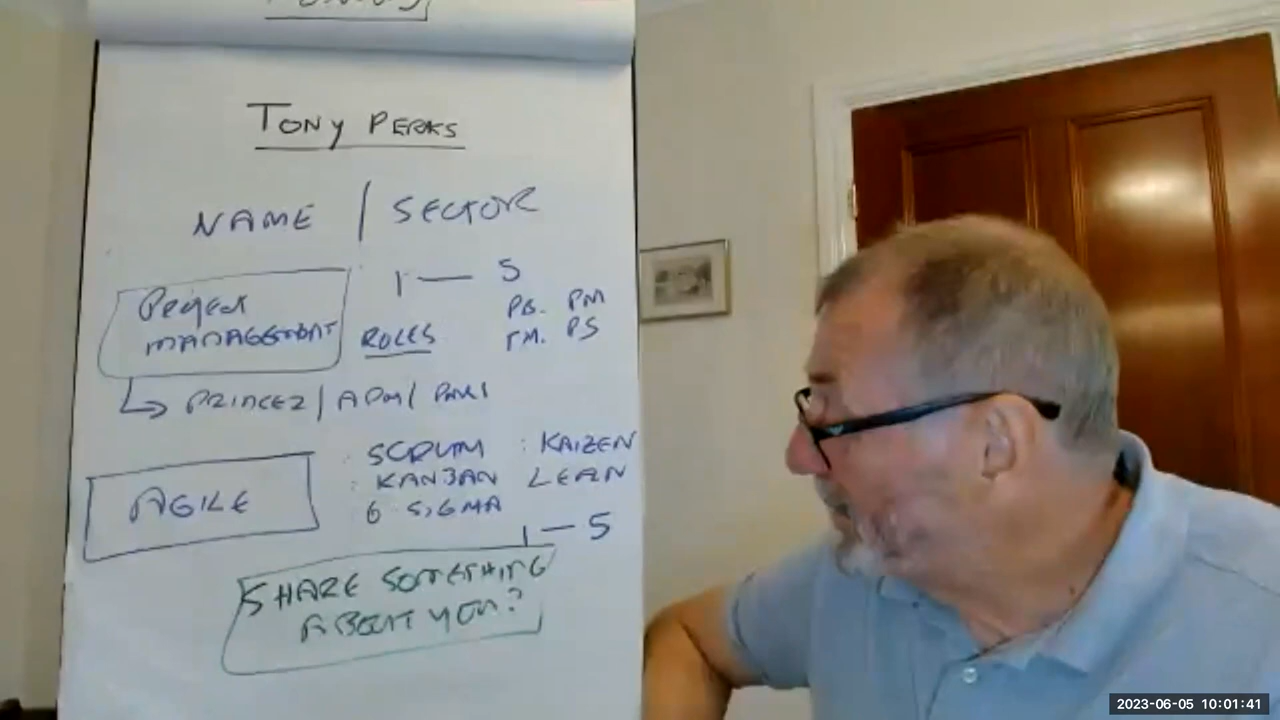 TONY PERKS
NAME / SECTOR
1 — 5
Project
MANAGEMENT
ROLES
PB. PM
TM. PS
PRINCE2 / APM / PMI
SCRUM : KAIZEN
: KANBAN LEAN
6 SIGMA
AGILE
1 — 5
SHARE SOMETHING
ABOUT YOU?
2023-06-05 10:01:41